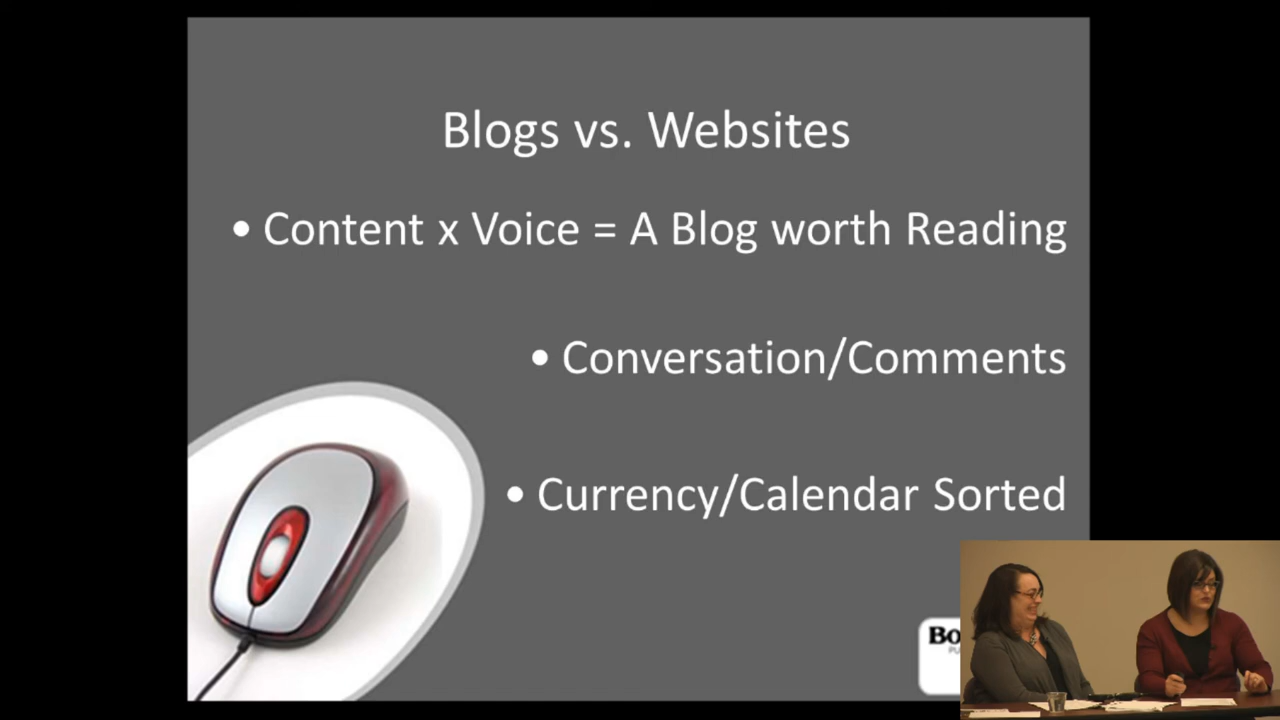 Blogs vs. Websites
• Content x Voice = A Blog worth Reading
• Conversation/Comments
• Currency/Calendar Sorted